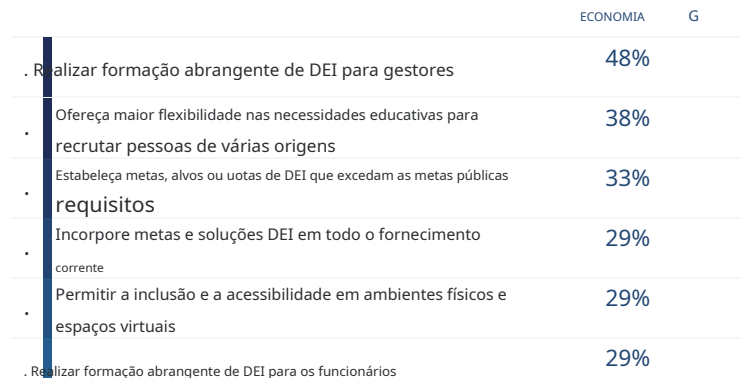 ECONOMIA G
. Realizar formação abrangente de DEI para gestores 48%
. Ofereça maior flexibilidade nas necessidades educativas para
recrutar pessoas de várias origens 38%
. Estabeleça metas, alvos ou uotas de DEI que excedam as metas públicas
requisitos 33%
. Incorpore metas e soluções DEI em todo o fornecimento
corrente 29%
. Permitir a inclusão e a acessibilidade em ambientes físicos e
espaços virtuais 29%
. Realizar formação abrangente de DEI para os funcionários 29%